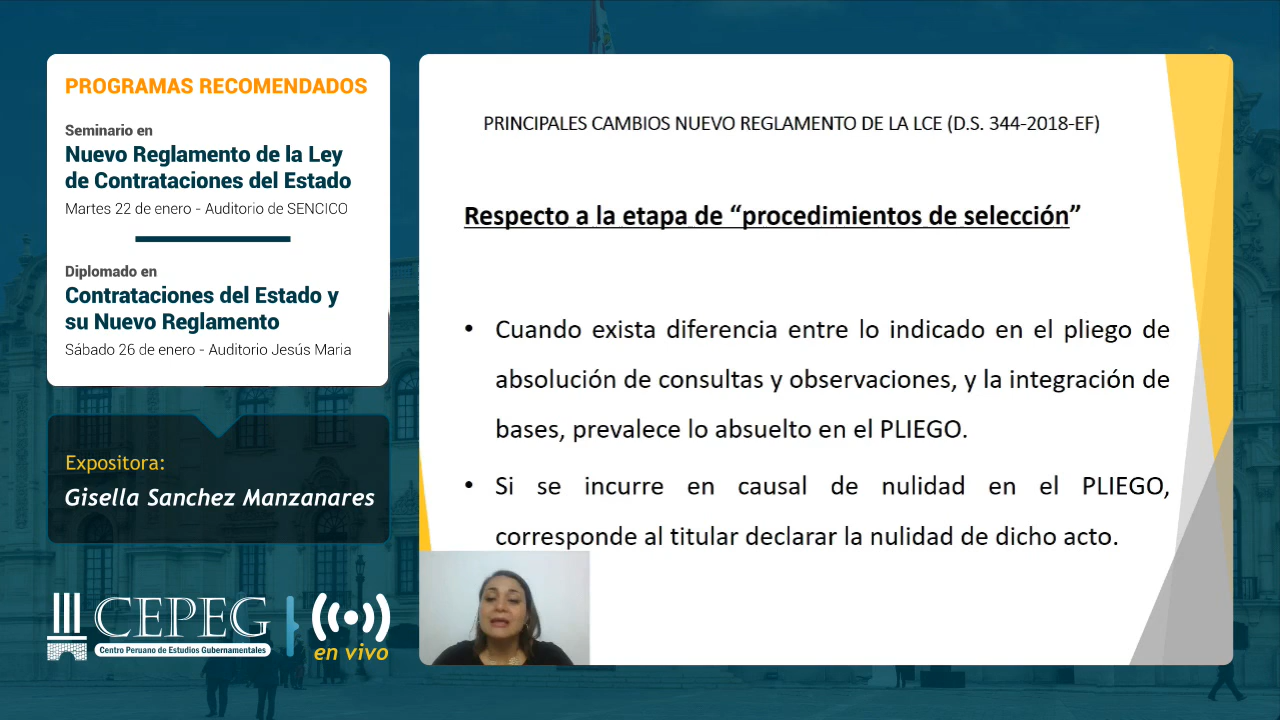 PROGRAMAS RECOMENDADOS
Seminario en
Nuevo Reglamento de la Ley
de Contrataciones del Estado
Martes 22 de enero - Auditorio de SENCICO
Diplomado en
Contrataciones del Estado y
su Nuevo Reglamento
Sábado 26 de enero - Auditorio Jesús Maria
Expositora:
Gisella Sanchez Manzanares
CEPEG
Centro Peruano de Estudios Gubernamentales
en vivo
PRINCIPALES CAMBIOS NUEVO REGLAMENTO DE LA LCE (D.S. 344-2018-EF)
Respecto a la etapa de “procedimientos de selección”
• Cuando exista diferencia entre lo indicado en el pliego de
absolución de consultas y observaciones, y la integración de
bases, prevalece lo absuelto en el PLIEGO.
• Si se incurre en causal de nulidad en el PLIEGO,
corresponde al titular declarar la nulidad de dicho acto.